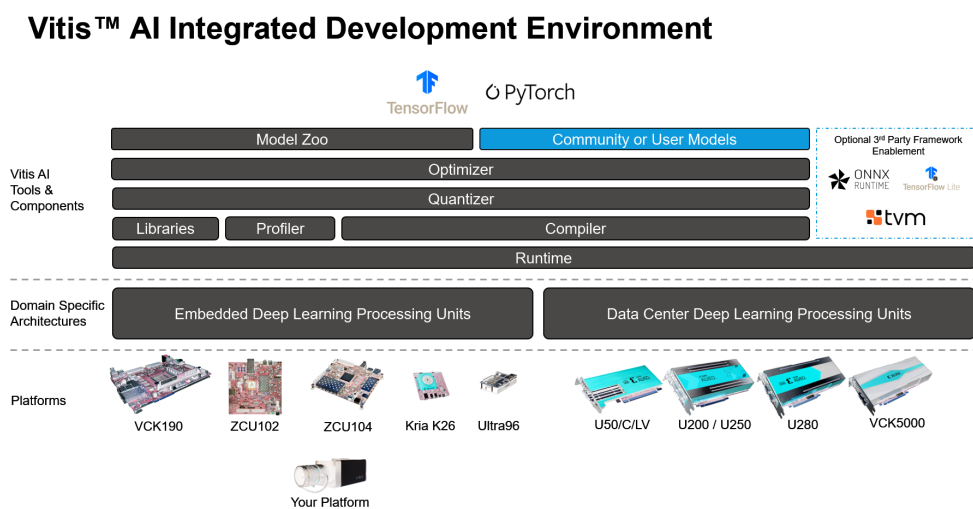 Vitis™ AI Integrated Development Environment
TensorFlow
PyTorch
Model Zoo
Community or User Models
Optional 3rd Party Framework
Enablement
Vitis AI
Tools &
Components
Optimizer
ONNX
RUNTIME
TensorFlow Lite
Quantizer
tvm
Libraries
Profiler
Compiler
Runtime
Domain Specific
Architectures
Embedded Deep Learning Processing Units
Data Center Deep Learning Processing Units
Platforms
VCK190
ZCU102
ZCU104
Kria K26
Ultra96
U50/C/LV
U200 / U250
U280
VCK5000
Your Platform